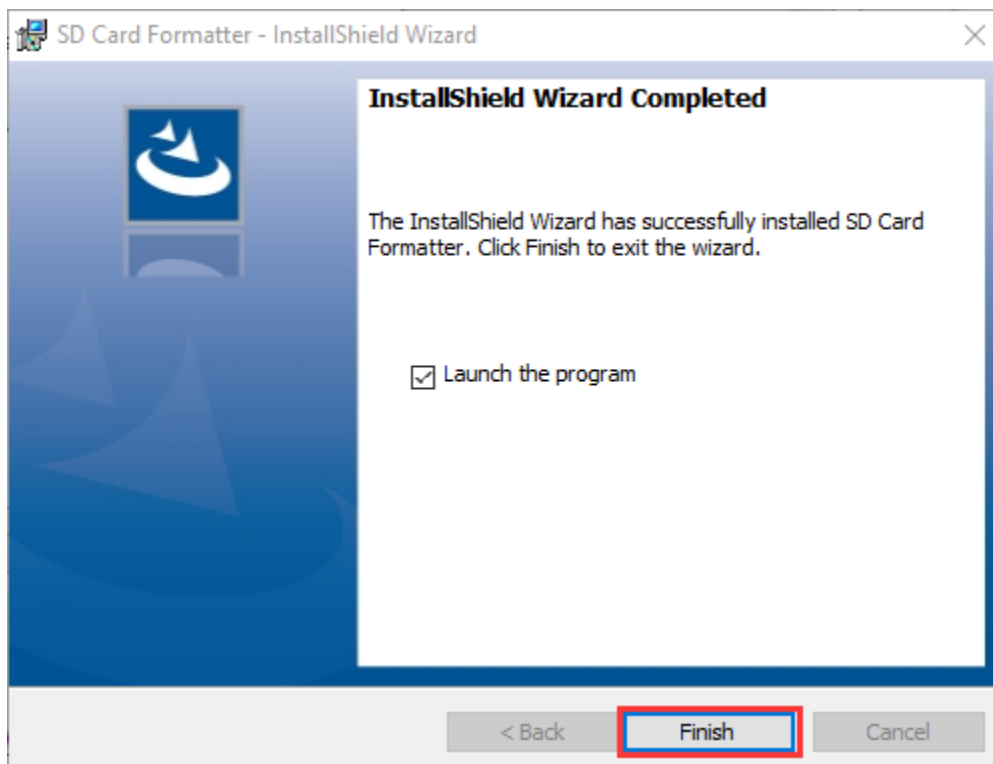 SD Card Formatter - InstallShield Wizard
InstallShield Wizard Completed
The InstallShield Wizard has successfully installed SD Card
Formatter. Click Finish to exit the wizard.
Launch the program
< Back
Finish
Cancel